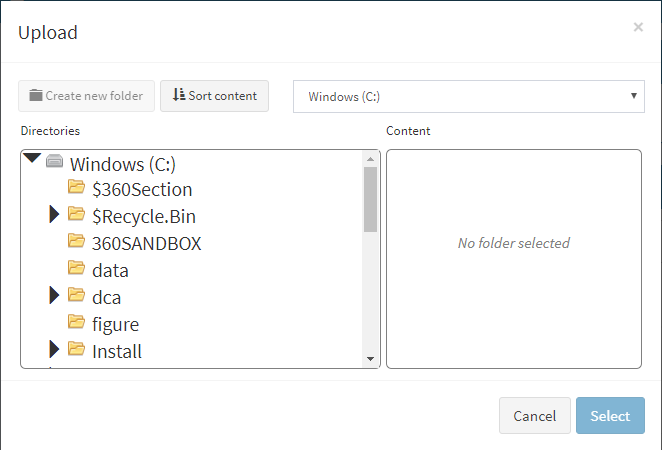 Upload
×
Create new folder
Sort content
Windows (C:)
Directories
Content
Windows (C:)
$360Section
$Recycle.Bin
360SANDBOX
data
dca
figure
Install
No folder selected
Cancel
Select